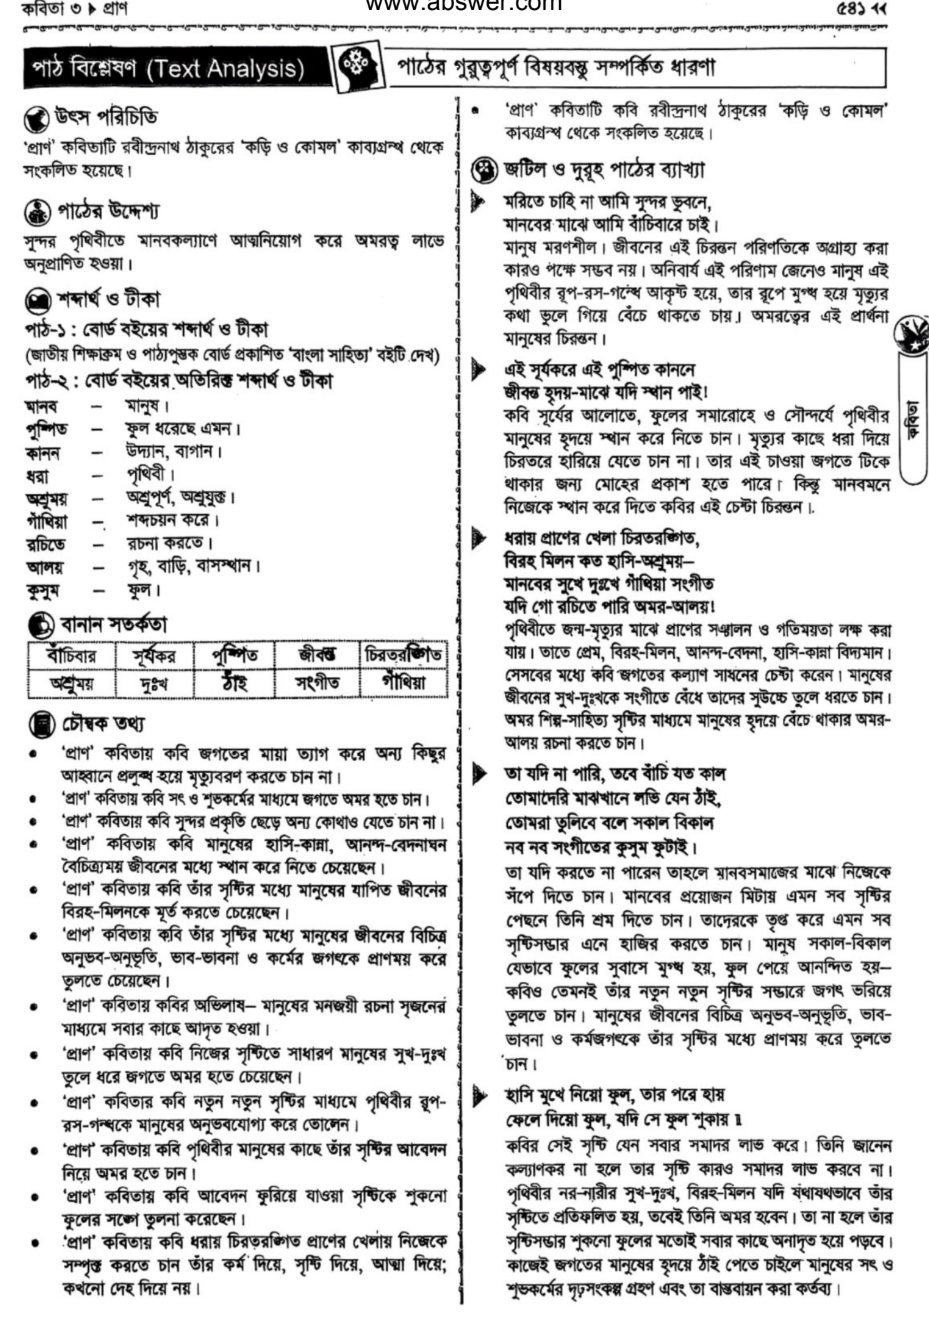 কবিতা ৩ ▶ প্রাণ
www.abswer.com
৫৪১
পাঠ বিশ্লেষণ (Text Analysis)
পাঠের গুরুত্বপূর্ণ বিষয়বস্তু সম্পর্কিত ধারণা
উৎস পরিচিতি
'প্রাণ' কবিতাটি রবীন্দ্রনাথ ঠাকুরের 'কড়ি ও কোমল' কাব্যগ্রন্থ থেকে
সংকলিত হয়েছে।
পাঠের উদ্দেশ্য
সুন্দর পৃথিবীতে মানবকল্যাণে আত্মনিয়োগ করে অমরত্ব লাভে
অনুপ্রাণিত হওয়া।
শব্দার্থ ও টীকা
পাঠ-১ : বোর্ড বইয়ের শব্দার্থ ও টীকা
(জাতীয় শিক্ষাক্রম ও পাঠ্যপুস্তক বোর্ড প্রকাশিত 'বাংলা সাহিত্য' বইটি দেখ)
পাঠ-২ : বোর্ড বইয়ের অতিরিক্ত শব্দার্থ ও টীকা
মানব – মানুষ।
পুষ্পিত – ফুল ধরেছে এমন।
কানন – উদ্যান, বাগান।
ধরা – পৃথিবী।
অশ্রুময় – অশ্রুপূর্ণ, অশ্রুযুক্ত।
গাঁথিয়া – শব্দচয়ন করে।
রচিতে – রচনা করতে।
আলয় – গৃহ, বাড়ি, বাসস্থান।
কুসুম – ফুল।
বানান সতর্কতা
বাঁচিবার সূর্যকর পুষ্পিত জীবন্ত চিরতরঙ্গিত
অশ্রুময় দুঃখ ঠাঁই সংগীত গাঁথিয়া
চৌম্বক তথ্য
• 'প্রাণ' কবিতায় কবি জগতের মায়া ত্যাগ করে অন্য কিছুর
আহ্বানে প্রলুব্ধ হয়ে মৃত্যুবরণ করতে চান না।
• 'প্রাণ' কবিতায় কবি সৎ ও শুভকর্মের মাধ্যমে জগতে অমর হতে চান।
• 'প্রাণ' কবিতায় কবি সুন্দর প্রকৃতি ছেড়ে অন্য কোথাও যেতে চান না।
• 'প্রাণ' কবিতায় কবি মানুষের হাসি-কান্না, আনন্দ-বেদনাঘন
বৈচিত্র্যময় জীবনের মধ্যে স্থান করে নিতে চেয়েছেন।
• 'প্রাণ' কবিতায় কবি তাঁর সৃষ্টির মধ্যে মানুষের যাপিত জীবনের
বিরহ-মিলনকে মূর্ত করতে চেয়েছেন।
• 'প্রাণ' কবিতায় কবি তাঁর সৃষ্টির মধ্যে মানুষের জীবনের বিচিত্র
অনুভব-অনুভূতি, ভাব-ভাবনা ও কর্মের জগৎকে প্রাণময় করে
তুলতে চেয়েছেন।
• 'প্রাণ' কবিতায় কবির অভিলাষ– মানুষের মনজয়ী রচনা সৃজনের
মাধ্যমে সবার কাছে আদৃত হওয়া।
• 'প্রাণ' কবিতায় কবি নিজের সৃষ্টিতে সাধারণ মানুষের সুখ-দুঃখ
তুলে ধরে জগতে অমর হতে চেয়েছেন।
• 'প্রাণ' কবিতার কবি নতুন নতুন সৃষ্টির মাধ্যমে পৃথিবীর রূপ-
রস-গন্ধকে মানুষের অনুভবযোগ্য করে তোলেন।
• 'প্রাণ' কবিতায় কবি পৃথিবীর মানুষের কাছে তাঁর সৃষ্টির আবেদন
নিয়ে অমর হতে চান।
• 'প্রাণ' কবিতায় কবি আবেদন ফুরিয়ে যাওয়া সৃষ্টিকে শুকনো
ফুলের সঙ্গে তুলনা করেছেন।
• 'প্রাণ' কবিতায় কবি ধরায় চিরতরঙ্গিত প্রাণের খেলায় নিজেকে
সম্পৃক্ত করতে চান তাঁর কর্ম দিয়ে, সৃষ্টি দিয়ে, আত্মা দিয়ে;
কখনো দেহ দিয়ে নয়।
• 'প্রাণ' কবিতাটি কবি রবীন্দ্রনাথ ঠাকুরের 'কড়ি ও কোমল'
কাব্যগ্রন্থ থেকে সংকলিত হয়েছে।
জটিল ও দুরূহ পাঠের ব্যাখ্যা
মরিতে চাহি না আমি সুন্দর ভুবনে,
মানবের মাঝে আমি বাঁচিবারে চাই।
মানুষ মরণশীল। জীবনের এই চিরন্তন পরিণতিকে অগ্রাহ্য করা
কারও পক্ষে সম্ভব নয়। অনিবার্য এই পরিণাম জেনেও মানুষ এই
পৃথিবীর রূপ-রস-গন্ধে আকৃষ্ট হয়ে, তার রূপে মুগ্ধ হয়ে মৃত্যুর
কথা ভুলে গিয়ে বেঁচে থাকতে চায়। অমরত্বের এই প্রার্থনা
মানুষের চিরন্তন।
এই সূর্যকরে এই পুষ্পিত কাননে
জীবন্ত হৃদয়-মাঝে যদি স্থান পাই!
কবি সূর্যের আলোতে, ফুলের সমারোহে ও সৌন্দর্যে পৃথিবীর
মানুষের হৃদয়ে স্থান করে নিতে চান। মৃত্যুর কাছে ধরা দিয়ে
চিরতরে হারিয়ে যেতে চান না। তার এই চাওয়া জগতে টিকে
থাকার জন্য মোহের প্রকাশ হতে পারে। কিন্তু মানবমনে
নিজেকে স্থান করে দিতে কবির এই চেষ্টা চিরন্তন।
ধরায় প্রাণের খেলা চিরতরঙ্গিত,
বিরহ মিলন কত হাসি-অশ্রুময়–
মানবের সুখে দুঃখে গাঁথিয়া সংগীত
যদি গো রচিতে পারি অমর-আলয়!
পৃথিবীতে জন্ম-মৃত্যুর মাঝে প্রাণের সঞ্চালন ও গতিময়তা লক্ষ করা
যায়। তাতে প্রেম, বিরহ-মিলন, আনন্দ-বেদনা, হাসি-কান্না বিদ্যমান।
সেসবের মধ্যে কবি জগতের কল্যাণ সাধনের চেষ্টা করেন। মানুষের
জীবনের সুখ-দুঃখকে সংগীতে বেঁধে তাদের সুউচ্চে তুলে ধরতে চান।
অমর শিল্প-সাহিত্য সৃষ্টির মাধ্যমে মানুষের হৃদয়ে বেঁচে থাকার অমর-
আলয় রচনা করতে চান।
তা যদি না পারি, তবে বাঁচি যত কাল
তোমাদেরি মাঝখানে লভি যেন ঠাঁই,
তোমরা তুলিবে বলে সকাল বিকাল
নব নব সংগীতের কুসুম ফুটাই।
তা যদি করতে না পারেন তাহলে মানবসমাজের মাঝে নিজেকে
সঁপে দিতে চান। মানবের প্রয়োজন মিটায় এমন সব সৃষ্টির
পেছনে তিনি শ্রম দিতে চান। তাদেরকে তৃপ্ত করে এমন সব
সৃষ্টিসম্ভার এনে হাজির করতে চান। মানুষ সকাল-বিকাল
যেভাবে ফুলের সুবাসে মুগ্ধ হয়, ফুল পেয়ে আনন্দিত হয়–
কবিও তেমনই তাঁর নতুন নতুন সৃষ্টির সম্ভারে জগৎ ভরিয়ে
তুলতে চান। মানুষের জীবনের বিচিত্র অনুভব-অনুভূতি, ভাব-
ভাবনা ও কর্মজগৎকে তাঁর সৃষ্টির মধ্যে প্রাণময় করে তুলতে
চান।
হাসি মুখে নিয়ো ফুল, তার পরে হায়
ফেলে দিয়ো ফুল, যদি সে ফুল শুকায়॥
কবির সেই সৃষ্টি যেন সবার সমাদর লাভ করে। তিনি জানেন
কল্যাণকর না হলে তার সৃষ্টি কারও সমাদর লাভ করবে না।
পৃথিবীর নর-নারীর সুখ-দুঃখ, বিরহ-মিলন যদি যথাযথভাবে তাঁর
সৃষ্টিতে প্রতিফলিত হয়, তবেই তিনি অমর হবেন। তা না হলে তাঁর
সৃষ্টিসম্ভার শুকনো ফুলের মতোই সবার কাছে অনাদৃত হয়ে পড়বে।
কাজেই জগতের মানুষের হৃদয়ে ঠাঁই পেতে চাইলে মানুষের সৎ ও
শুভকর্মের দৃঢ়সংকল্প গ্রহণ এবং তা বাস্তবায়ন করা কর্তব্য।
কবিতা